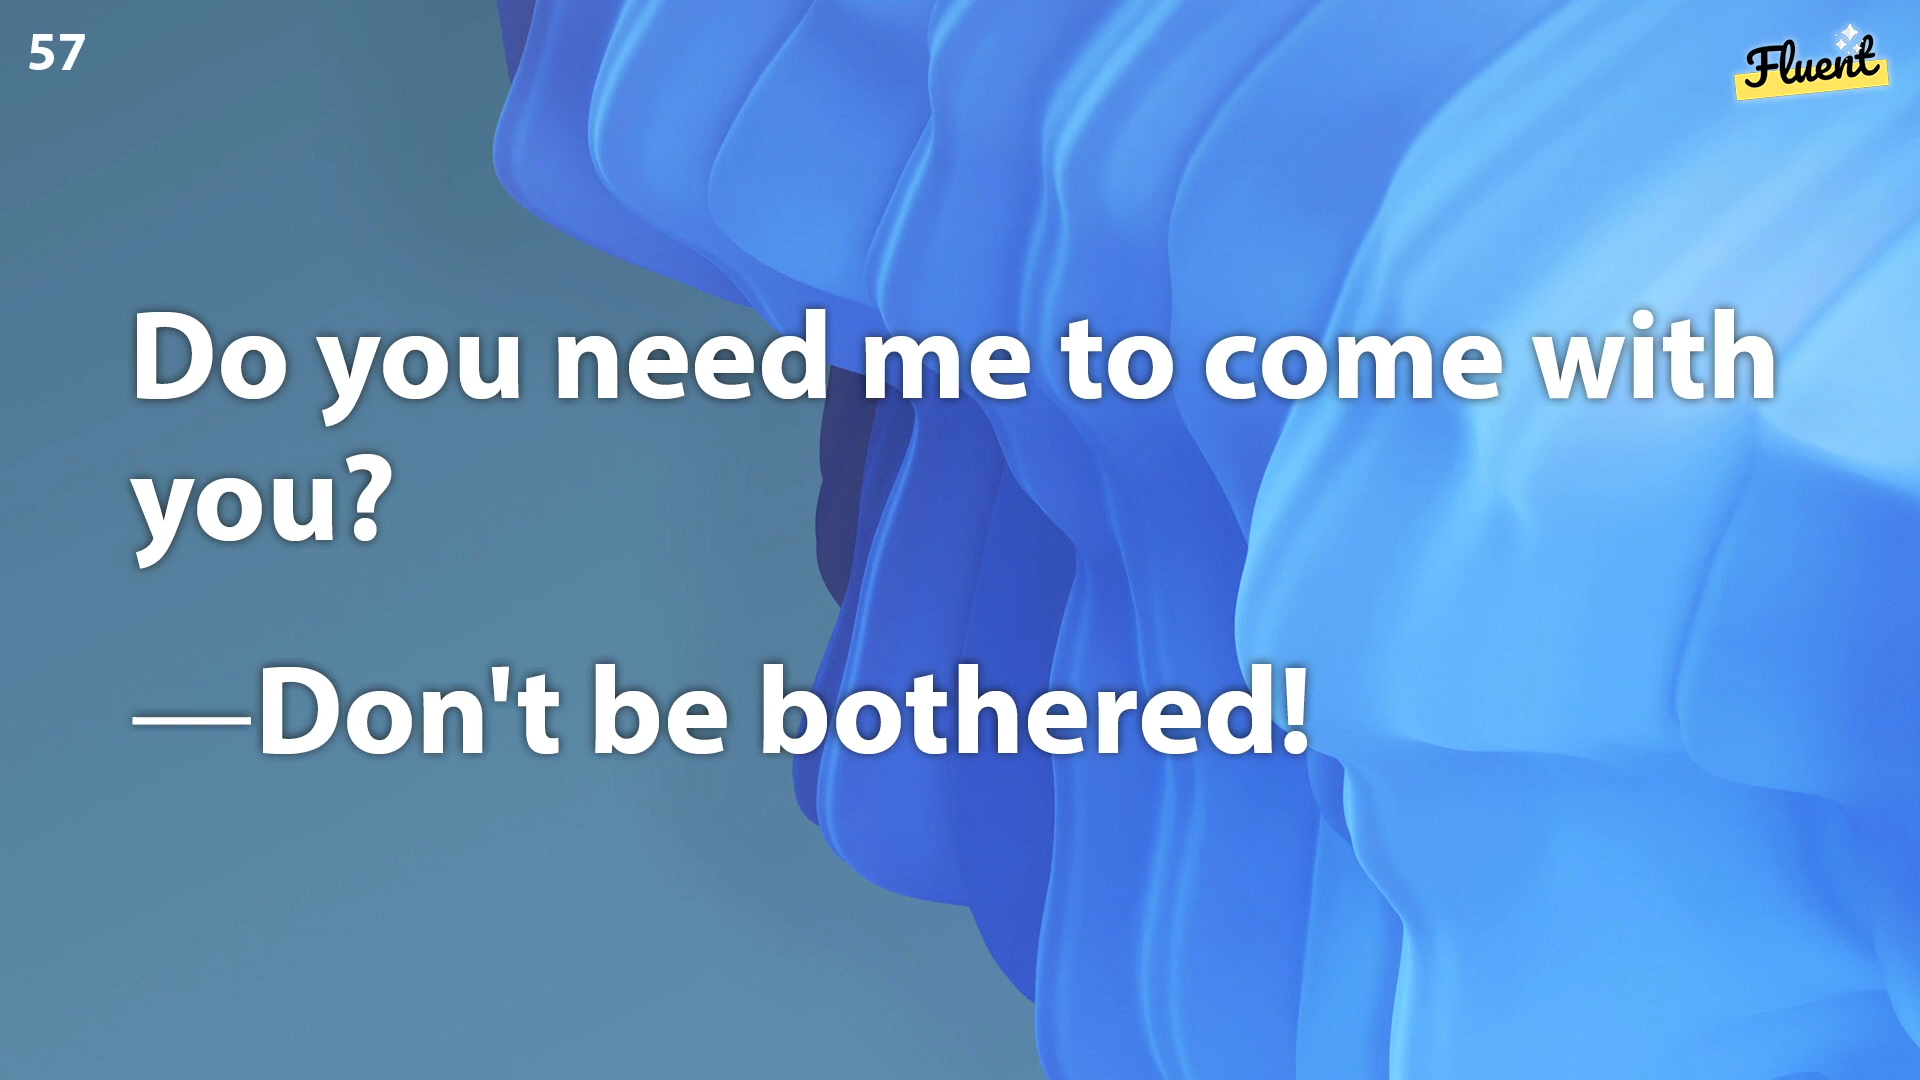 57
Fluent
Do you need me to come with
you?
—Don't be bothered!